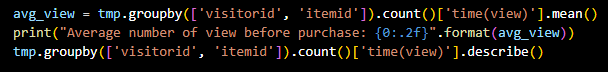 avg_view = tmp.groupby(['visitorid', 'itemid']).count()['time(view)'].mean()
print("Average number of view before purchase: {0:.2f}".format(avg_view))
tmp.groupby(['visitorid', 'itemid']).count()['time(view)'].describe()